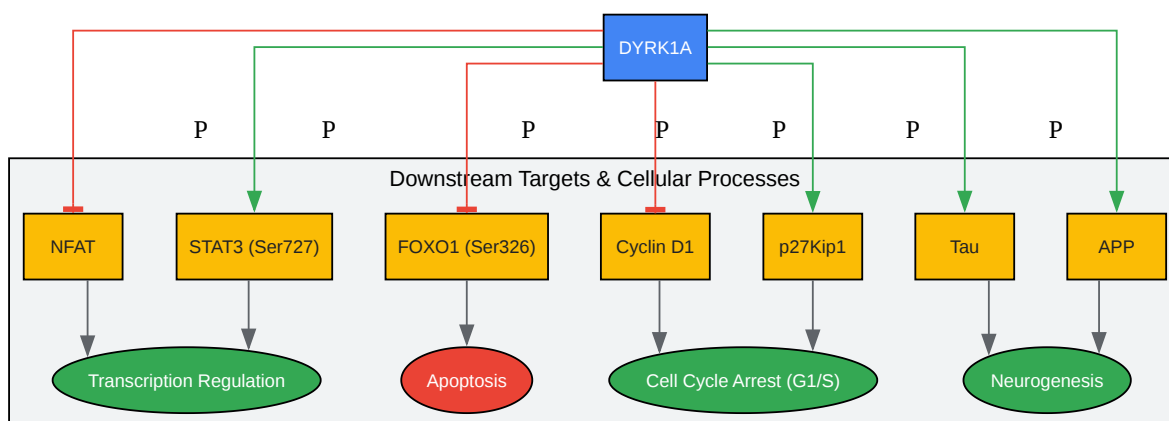 DYRK1A
P P P P P P P
Downstream Targets & Cellular Processes
NFAT STAT3 (Ser727) FOXO1 (Ser326) Cyclin D1 p27Kip1 Tau APP
Transcription Regulation Apoptosis Cell Cycle Arrest (G1/S) Neurogenesis